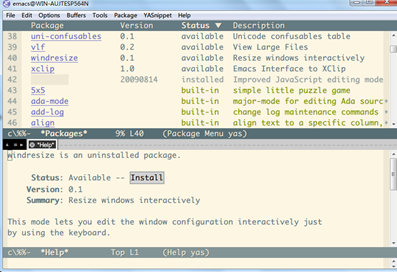 emacs@WIN-AUJTESP564N
File Edit Options Buffers Tools Package YASnippet Help
Package Version Status ▼ Description
38 uni-confusables 0.1 available Unicode confusables table
39 vlf 0.2 available View Large Files
40 windresize 0.1 available Resize windows interactively
41 xclip 1.0 available Emacs Interface to XClip
42 20090814 installed Improved JavaScript editing mode
43 5x5 built-in simple little puzzle game
44 ada-mode built-in major-mode for editing Ada sourc
45 add-log built-in change log maintenance commands
46 align built-in align text to a specific column,
c\%%- *Packages* 9% L40 (Package Menu yas)
*Help*
windresize is an uninstalled package.
Status: Available -- Install
Version: 0.1
Summary: Resize windows interactively
This mode lets you edit the window configuration interactively just
by using the keyboard.
c\%%- *Help* Top L1 (Help yas)